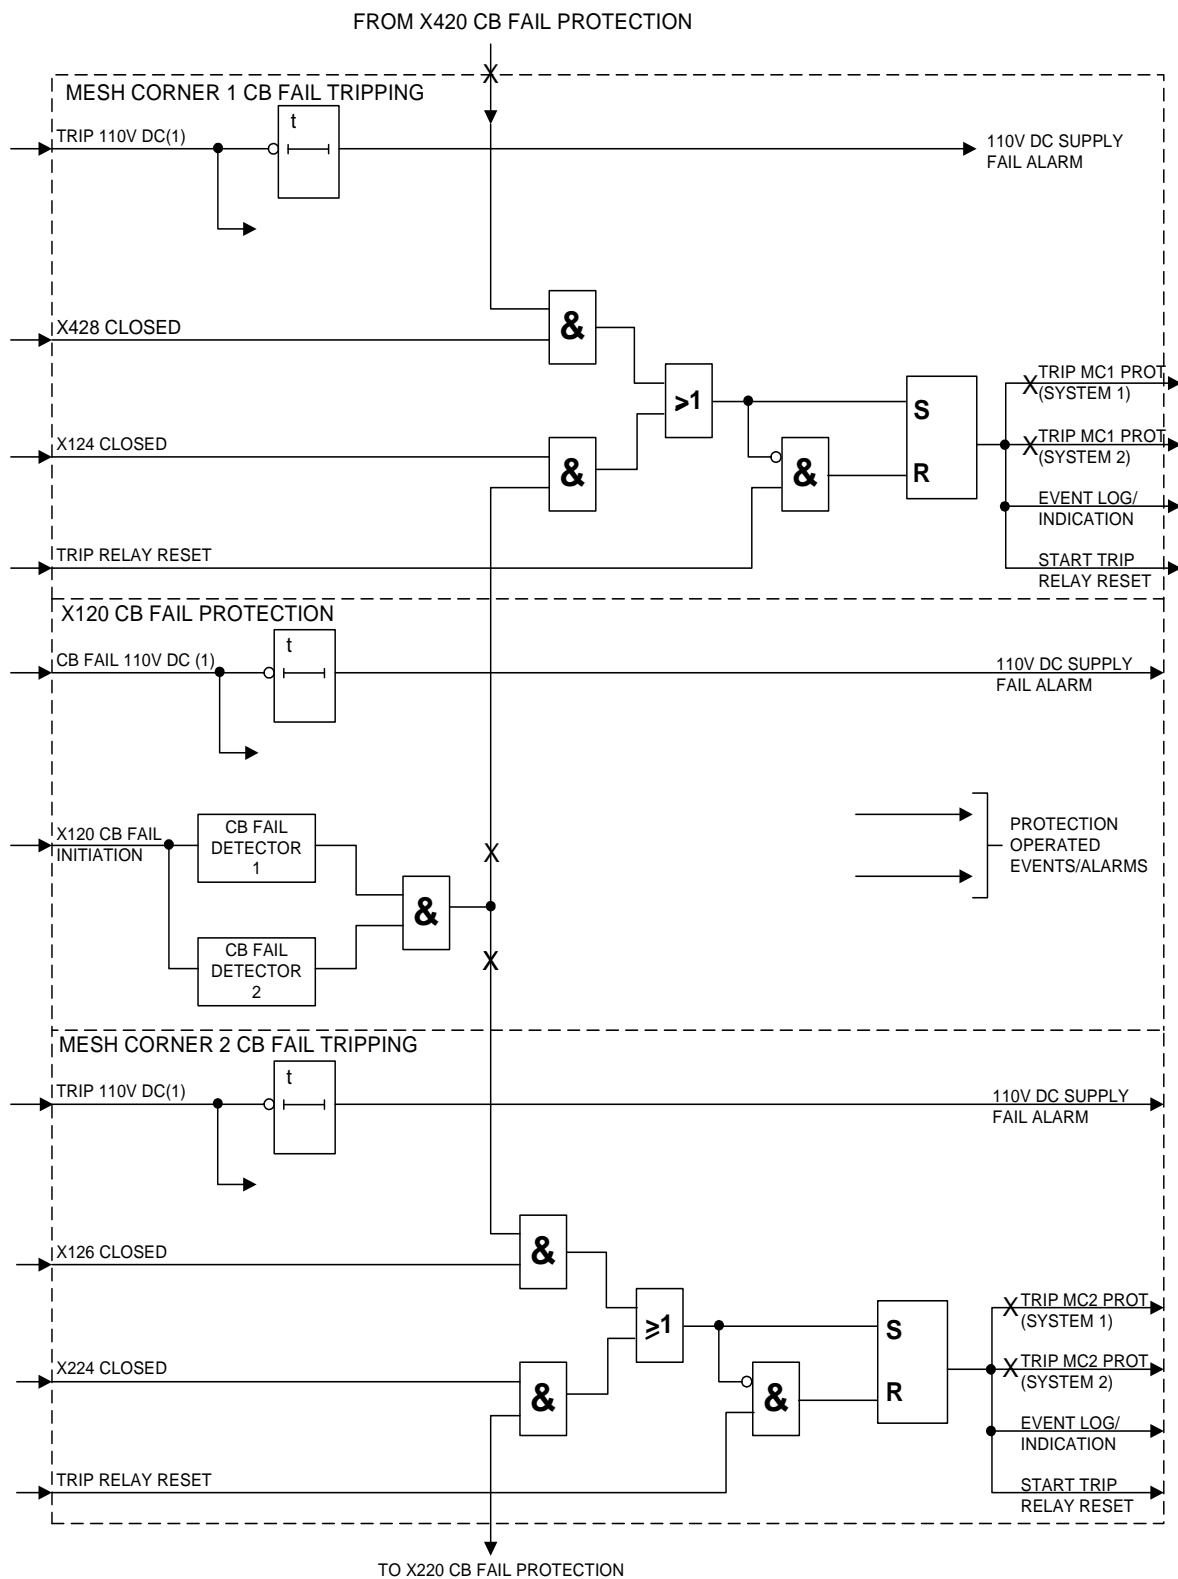 FROM X420 CB FAIL PROTECTION
X
MESH CORNER 1 CB FAIL TRIPPING
TRIP 110V DC(1)
t
110V DC SUPPLY
FAIL ALARM
X428 CLOSED
&
≥1
X124 CLOSED
&
&
S
R
X TRIP MC1 PROT
(SYSTEM 1)
X TRIP MC1 PROT
(SYSTEM 2)
EVENT LOG/
INDICATION
TRIP RELAY RESET
START TRIP
RELAY RESET
X120 CB FAIL PROTECTION
CB FAIL 110V DC (1)
t
110V DC SUPPLY
FAIL ALARM
X120 CB FAIL
INITIATION
CB FAIL
DETECTOR
1
X
&
CB FAIL
DETECTOR
2
X
PROTECTION
OPERATED
EVENTS/ALARMS
MESH CORNER 2 CB FAIL TRIPPING
TRIP 110V DC(1)
t
110V DC SUPPLY
FAIL ALARM
X126 CLOSED
&
≥1
X224 CLOSED
&
&
S
R
X TRIP MC2 PROT
(SYSTEM 1)
X TRIP MC2 PROT
(SYSTEM 2)
EVENT LOG/
INDICATION
TRIP RELAY RESET
START TRIP
RELAY RESET
TO X220 CB FAIL PROTECTION